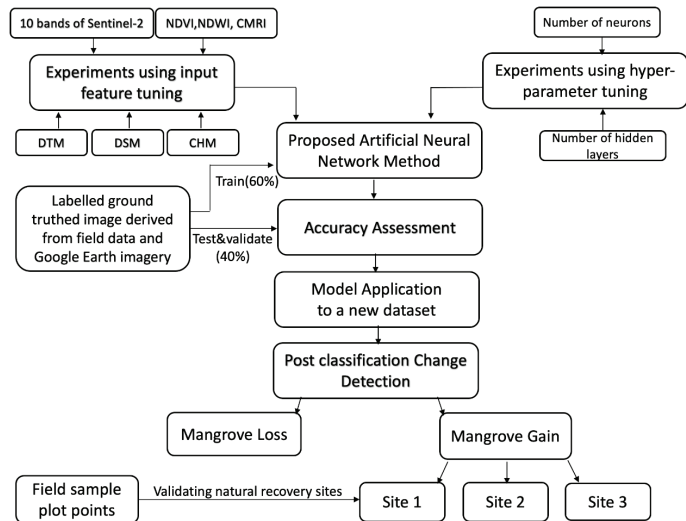 10 bands of Sentinel-2
NDVI,NDWI, CMRI
Number of neurons
Experiments using input
feature tuning
Experiments using hyper-
parameter tuning
DTM
DSM
CHM
Number of hidden
layers
Proposed Artificial Neural
Network Method
Train(60%)
Labelled ground
truthed image derived
from field data and
Google Earth imagery
Test&validate
(40%)
Accuracy Assessment
Model Application
to a new dataset
Post classification Change
Detection
Mangrove Loss
Mangrove Gain
Field sample
plot points
Validating natural recovery sites
Site 1
Site 2
Site 3